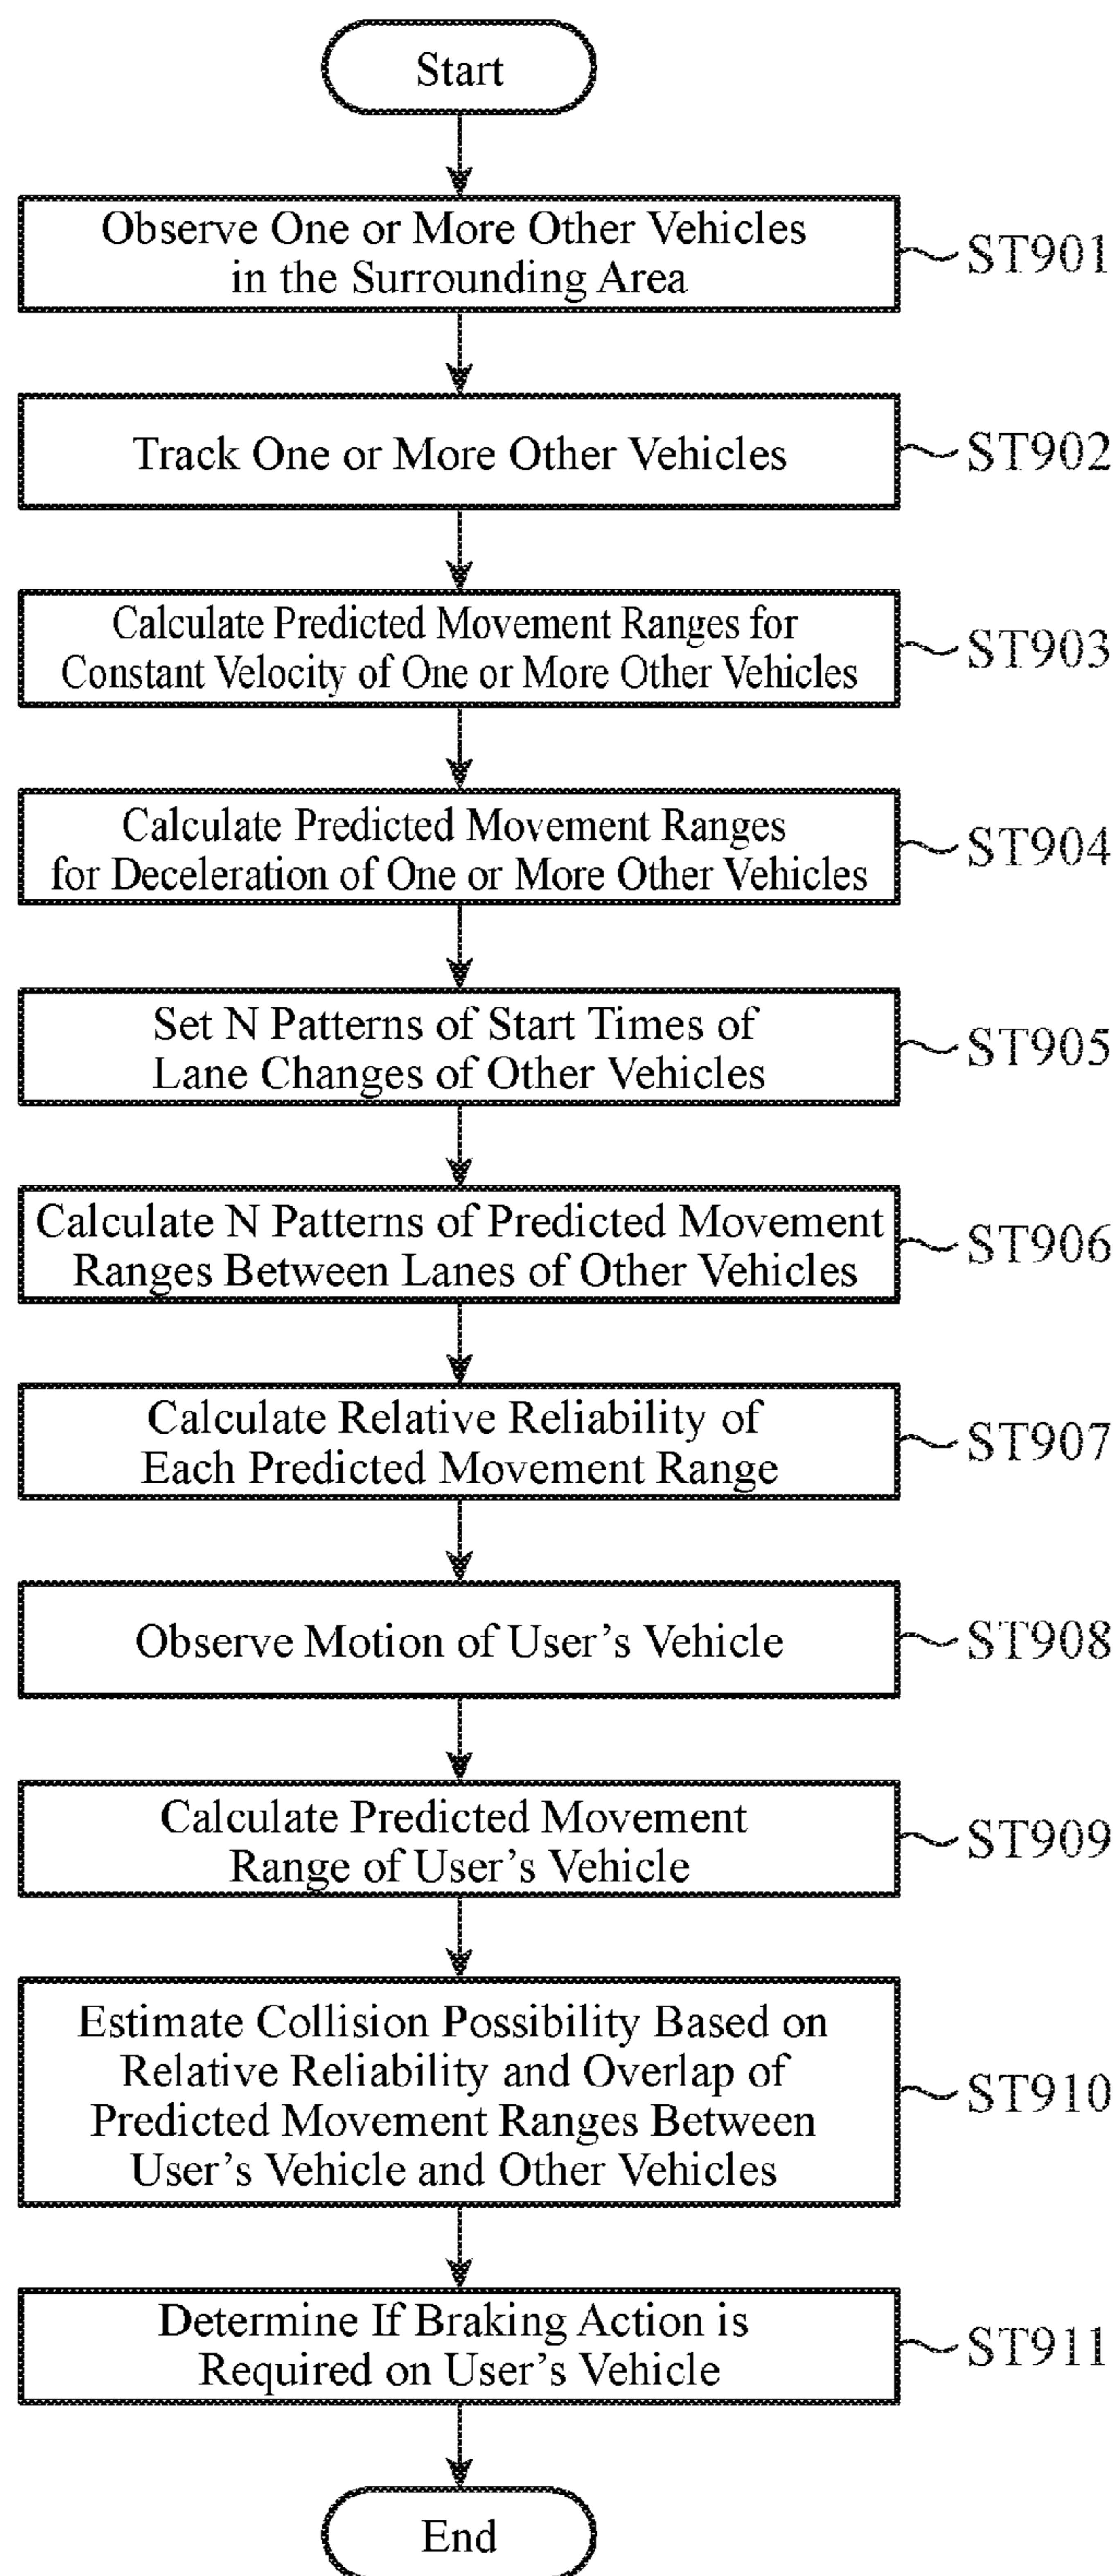 Start
Observe One or More Other Vehicles
in the Surrounding Area
ST901
Track One or More Other Vehicles
ST902
Calculate Predicted Movement Ranges for
Constant Velocity of One or More Other Vehicles
ST903
Calculate Predicted Movement Ranges
for Deceleration of One or More Other Vehicles
ST904
Set N Patterns of Start Times of
Lane Changes of Other Vehicles
ST905
Calculate N Patterns of Predicted Movement
Ranges Between Lanes of Other Vehicles
ST906
Calculate Relative Reliability of
Each Predicted Movement Range
ST907
Observe Motion of User’s Vehicle
ST908
Calculate Predicted Movement
Range of User’s Vehicle
ST909
Estimate Collision Possibility Based on
Relative Reliability and Overlap of
Predicted Movement Ranges Between
User’s Vehicle and Other Vehicles
ST910
Determine If Braking Action is
Required on User’s Vehicle
ST911
End